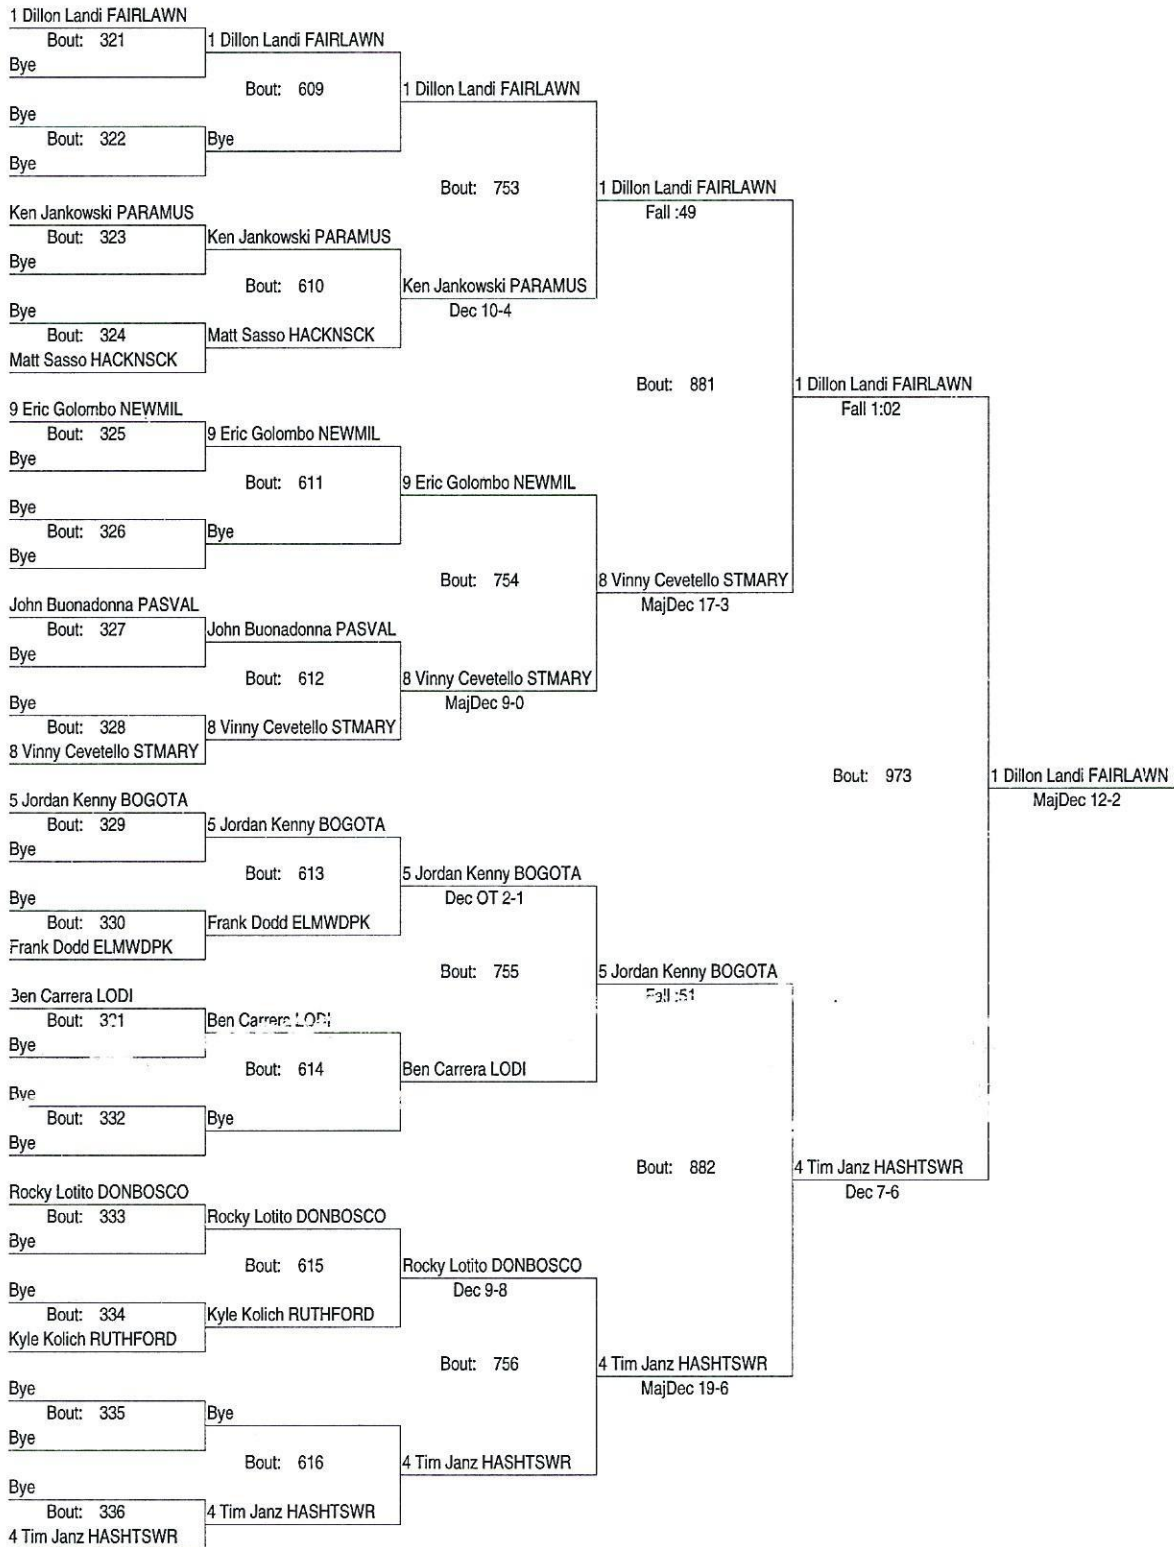 1 Dillon Landi FAIRLAWN
Bout: 321
Bye
1 Dillon Landi FAIRLAWN
Bout: 609
Bye
Bout: 322
Bye
Bye
1 Dillon Landi FAIRLAWN
Bout: 753
Ken Jankowski PARAMUS
Bout: 323
Bye
Ken Jankowski PARAMUS
Bout: 610
Bye
Bout: 324
Matt Sasso HACKNSCK
Matt Sasso HACKNSCK
Ken Jankowski PARAMUS
Dec 10-4
1 Dillon Landi FAIRLAWN
Fall :49
Bout: 881
9 Eric Golombo NEWMIL
Bout: 325
Bye
9 Eric Golombo NEWMIL
Bout: 611
Bye
Bout: 326
Bye
Bye
9 Eric Golombo NEWMIL
Bout: 754
John Buonadonna PASVAL
Bout: 327
Bye
John Buonadonna PASVAL
Bout: 612
Bye
Bout: 328
8 Vinny Cevetello STMARY
8 Vinny Cevetello STMARY
8 Vinny Cevetello STMARY
MajDec 9-0
8 Vinny Cevetello STMARY
MajDec 17-3
1 Dillon Landi FAIRLAWN
Fall 1:02
Bout: 973
1 Dillon Landi FAIRLAWN
MajDec 12-2
5 Jordan Kenny BOGOTA
Bout: 329
Bye
5 Jordan Kenny BOGOTA
Bout: 613
Bye
Bout: 330
Frank Dodd ELMWDPK
Frank Dodd ELMWDPK
5 Jordan Kenny BOGOTA
Dec OT 2-1
Bout: 755
Ben Carrera LODI
Bout:
Bye
Ben Carrera LODI
Bout: 614
Bye
Bout: 332
Bye
Bye
Ben Carrera LODI
5 Jordan Kenny BOGOTA
Fall :51
Bout: 882
Rocky Lotito DONBOSCO
Bout: 333
Bye
Rocky Lotito DONBOSCO
Bout: 615
Bye
Bout: 334
Kyle Kolich RUTHFORD
Kyle Kolich RUTHFORD
Rocky Lotito DONBOSCO
Dec 9-8
Bout: 756
Bye
Bout: 335
Bye
Bye
Bout: 616
Bye
Bout: 336
4 Tim Janz HASHTSWR
4 Tim Janz HASHTSWR
4 Tim Janz HASHTSWR
4 Tim Janz HASHTSWR
MajDec 19-6
4 Tim Janz HASHTSWR
Dec 7-6